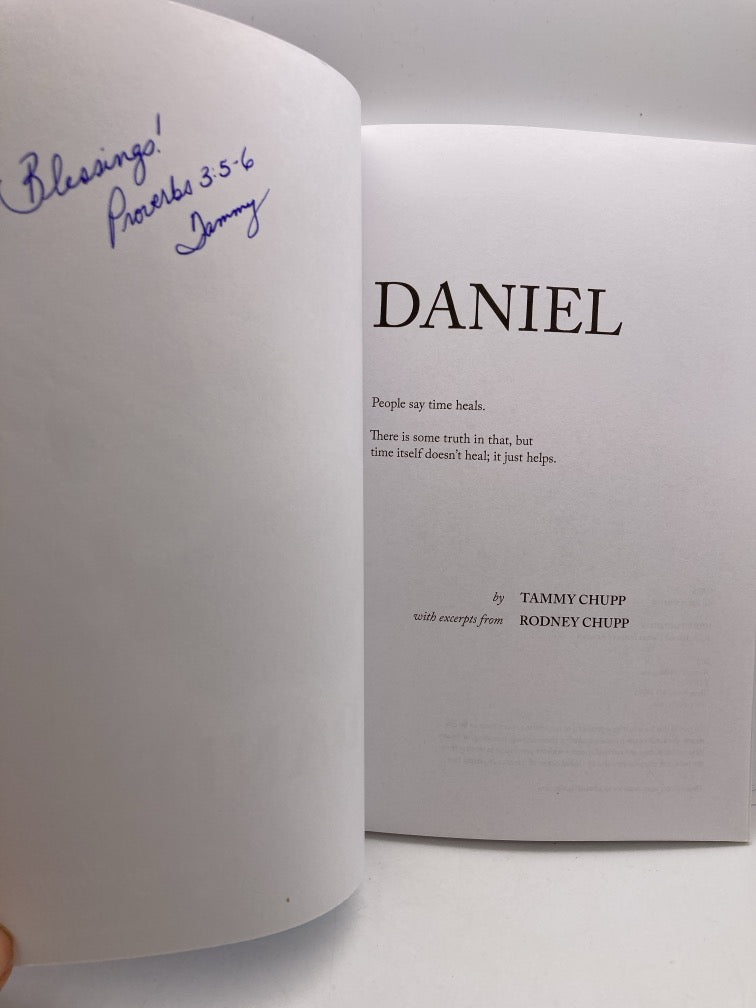 Blessings!
Proverbs 3:5-6
Tammy
DANIEL
People say time heals.
There is some truth in that, but
time itself doesn't heal; it just helps.
by TAMMY CHUPP
with excerpts from RODNEY CHUPP